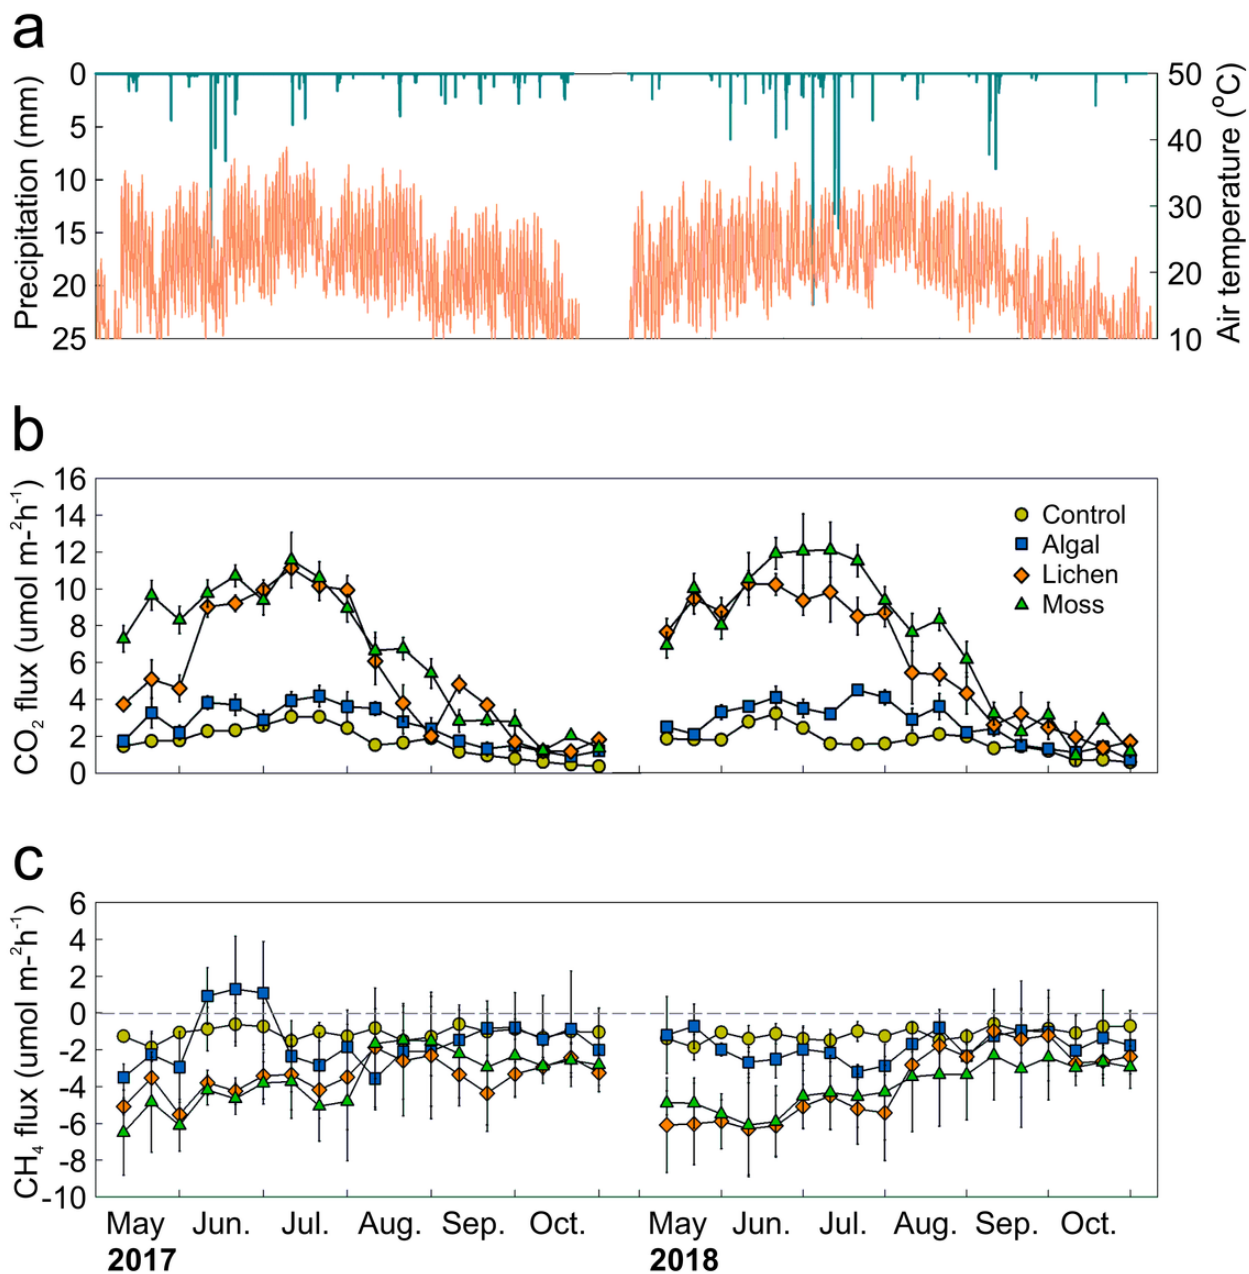 a
Precipitation (mm)
0
5
10
15
20
25
50
40
30
20
10
Air temperature (°C)
b
CO₂ flux (umol m-²h⁻¹)
16
14
12
10
8
6
4
2
0
Control
Algal
Lichen
Moss
c
CH₄ flux (umol m-²h⁻¹)
6
4
2
0
-2
-4
-6
-8
-10
May Jun. Jul. Aug. Sep. Oct. May Jun. Jul. Aug. Sep. Oct.
2017 2018